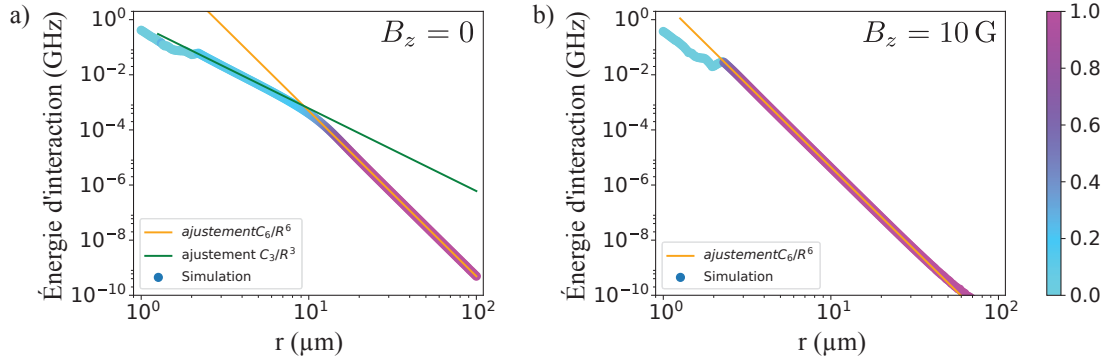 a)
B_z = 0
Énergie d'interaction (GHz)
10^0
10^-2
10^-4
10^-6
10^-8
10^-10
ajustementC_6/R^6
ajustement C_3/R^3
Simulation
10^0
10^1
10^2
r (µm)
b)
B_z = 10 G
Énergie d'interaction (GHz)
10^0
10^-2
10^-4
10^-6
10^-8
10^-10
ajustementC_6/R^6
Simulation
10^0
10^1
10^2
r (µm)
1.0
0.8
0.6
0.4
0.2
0.0